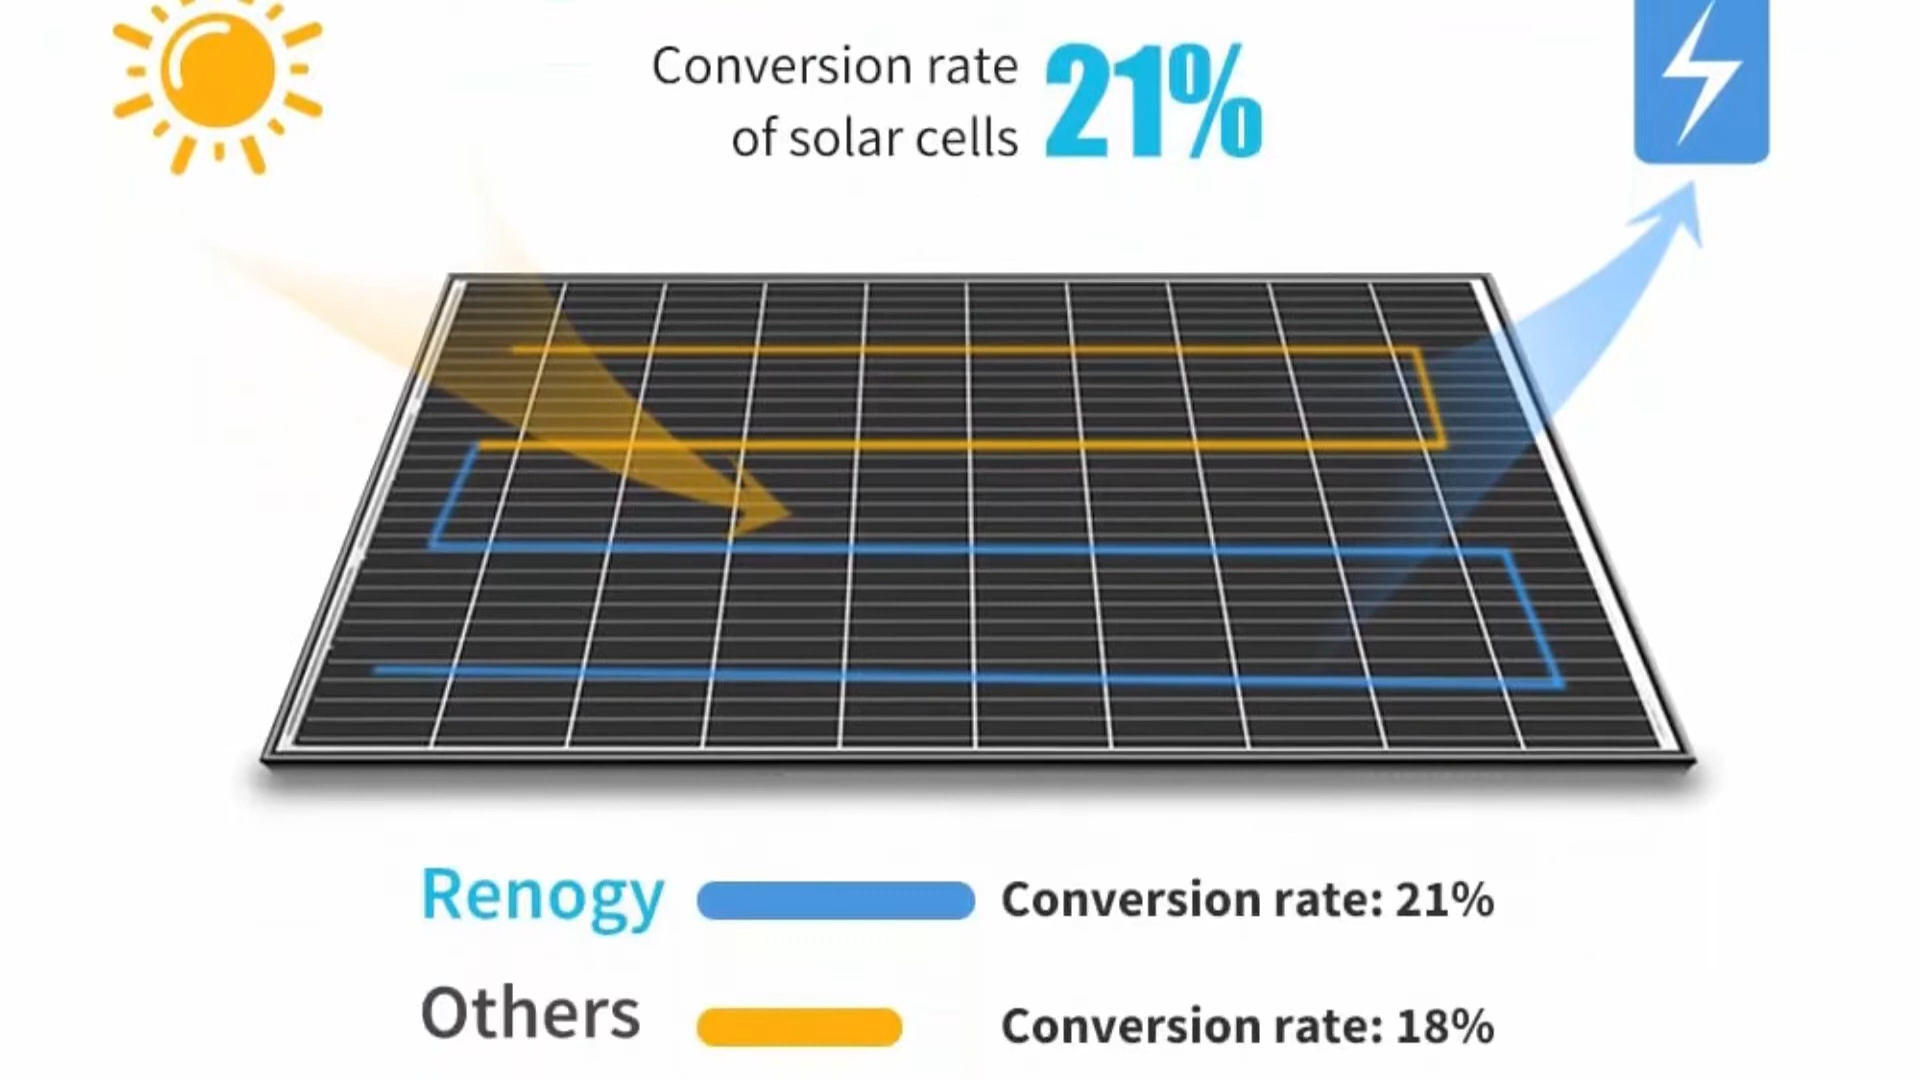 Conversion rate
of solar cells
21%
Renogy
Conversion rate: 21%
Others
Conversion rate: 18%